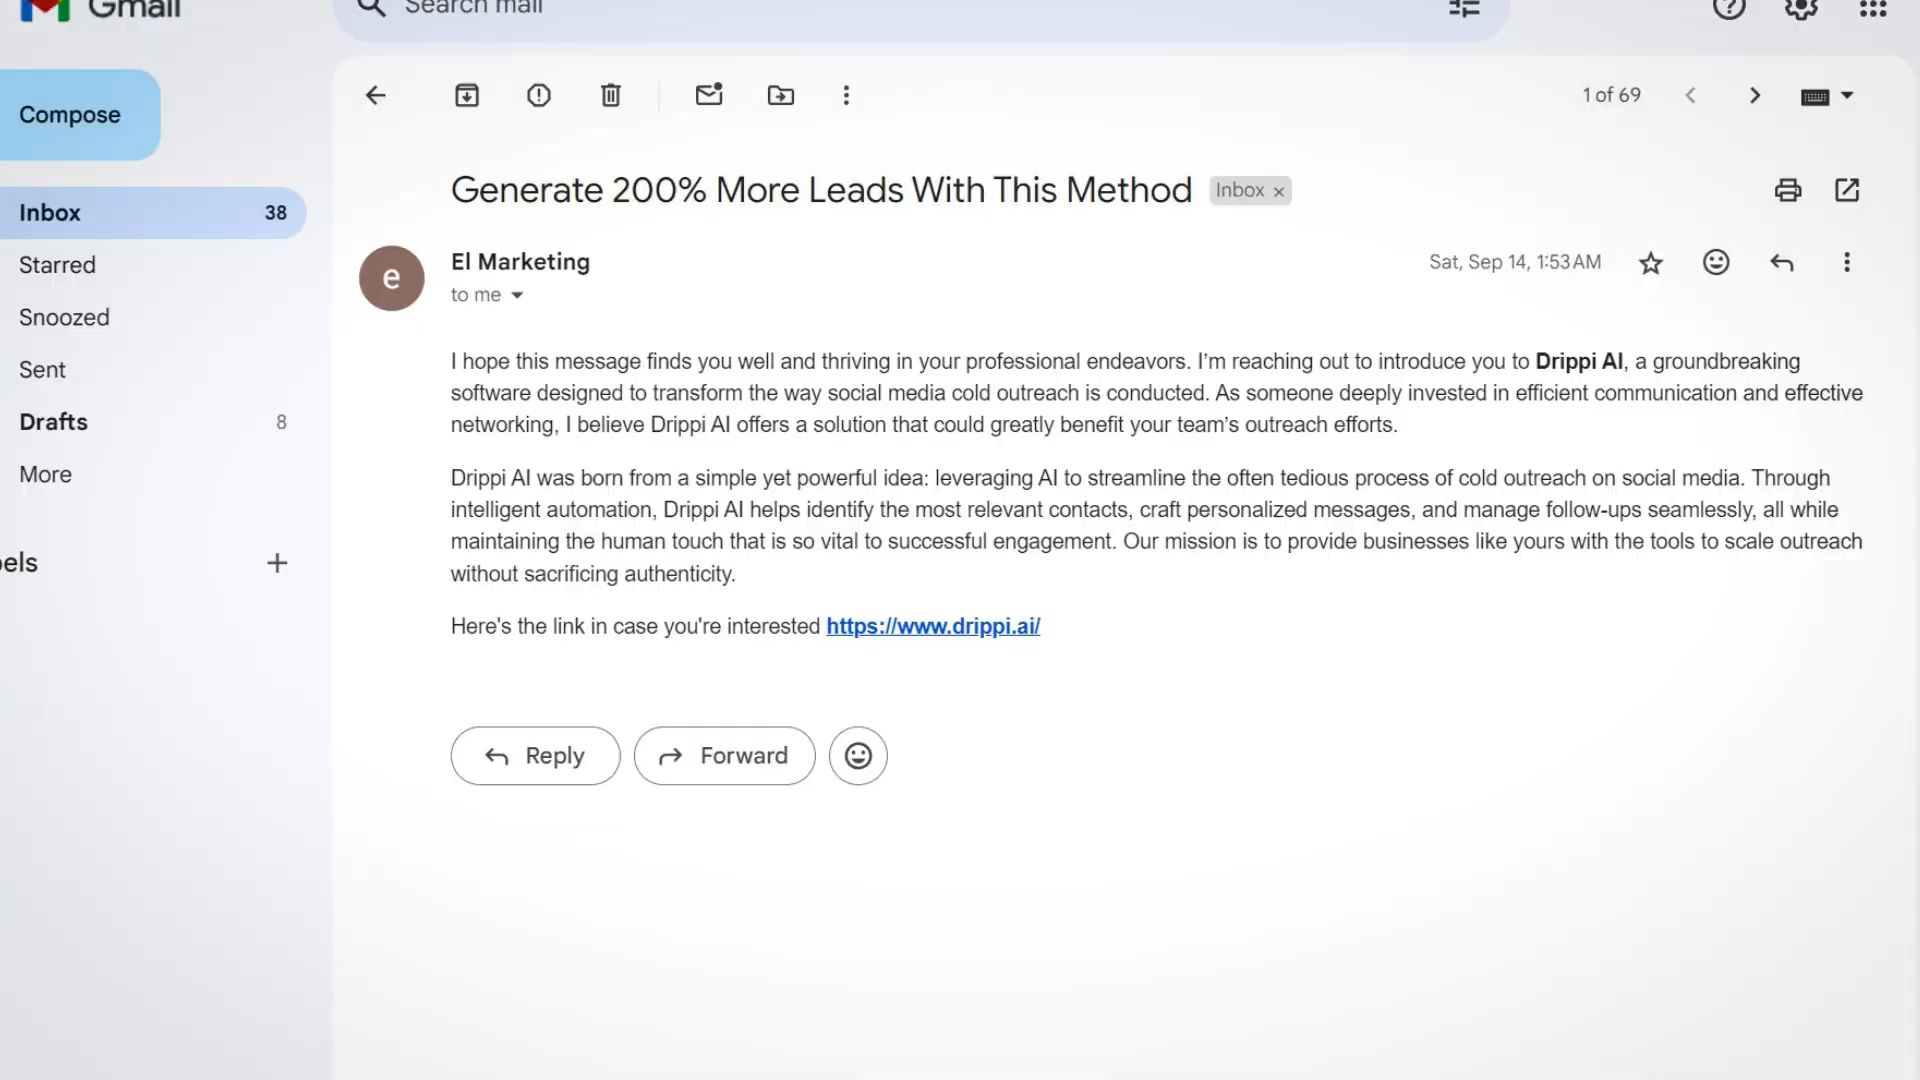 Gmail
Search mail
Compose
1 of 69
Generate 200% More Leads With This Method
Inbox ×
Inbox 38
Starred
Snoozed
Sent
Drafts 8
More
els
e
El Marketing
Sat, Sep 14, 1:53 AM
to me
I hope this message finds you well and thriving in your professional endeavors. I’m reaching out to introduce you to Drippi AI, a groundbreaking
software designed to transform the way social media cold outreach is conducted. As someone deeply invested in efficient communication and effective
networking, I believe Drippi AI offers a solution that could greatly benefit your team’s outreach efforts.
Drippi AI was born from a simple yet powerful idea: leveraging AI to streamline the often tedious process of cold outreach on social media. Through
intelligent automation, Drippi AI helps identify the most relevant contacts, craft personalized messages, and manage follow-ups seamlessly, all while
maintaining the human touch that is so vital to successful engagement. Our mission is to provide businesses like yours with the tools to scale outreach
without sacrificing authenticity.
Here's the link in case you're interested https://www.drippi.ai/
Reply
Forward